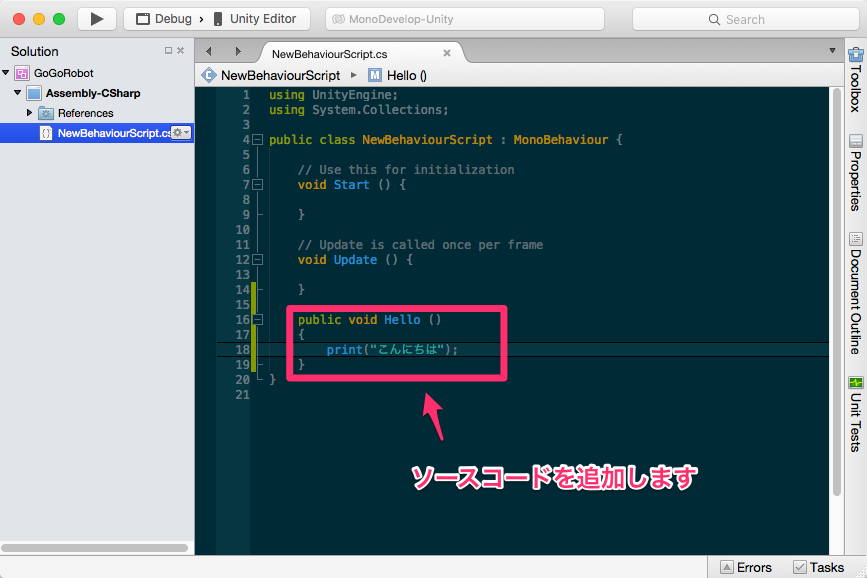 Debug › Unity Editor
MonoDevelop-Unity
Search
Solution
GoGoRobot
Assembly-CSharp
References
NewBehaviourScript.cs
NewBehaviourScript.cs
NewBehaviourScript
M Hello ()
1 using UnityEngine;
2 using System.Collections;
3
4 public class NewBehaviourScript : MonoBehaviour {
5
6 // Use this for initialization
7 void Start () {
8
9 }
10
11 // Update is called once per frame
12 void Update () {
13
14 }
15
16 public void Hello ()
17 {
18 print("こんにちは");
19 }
20 }
21
ソースコードを追加します
Toolbox
Properties
Document Outline
Unit Tests
Errors
Tasks